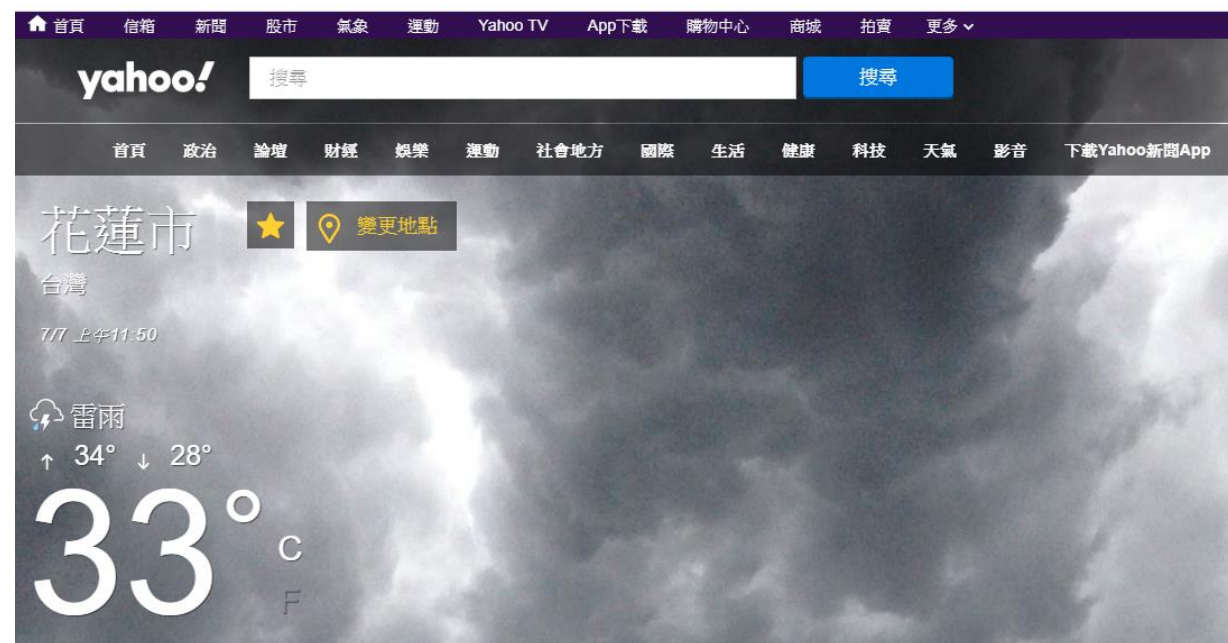 首頁 信箱 新聞 股市 氣象 運動 Yahoo TV App下載 購物中心 商城 拍賣 更多
yahoo! 搜尋 搜尋
首頁 政治 論壇 財經 娛樂 運動 社會地方 國際 生活 健康 科技 天氣 影音 下載Yahoo新聞App
花蓮市 變更地點
台灣
7/7 上午11:50
雷雨
↑ 34° ↓ 28°
33° C
F